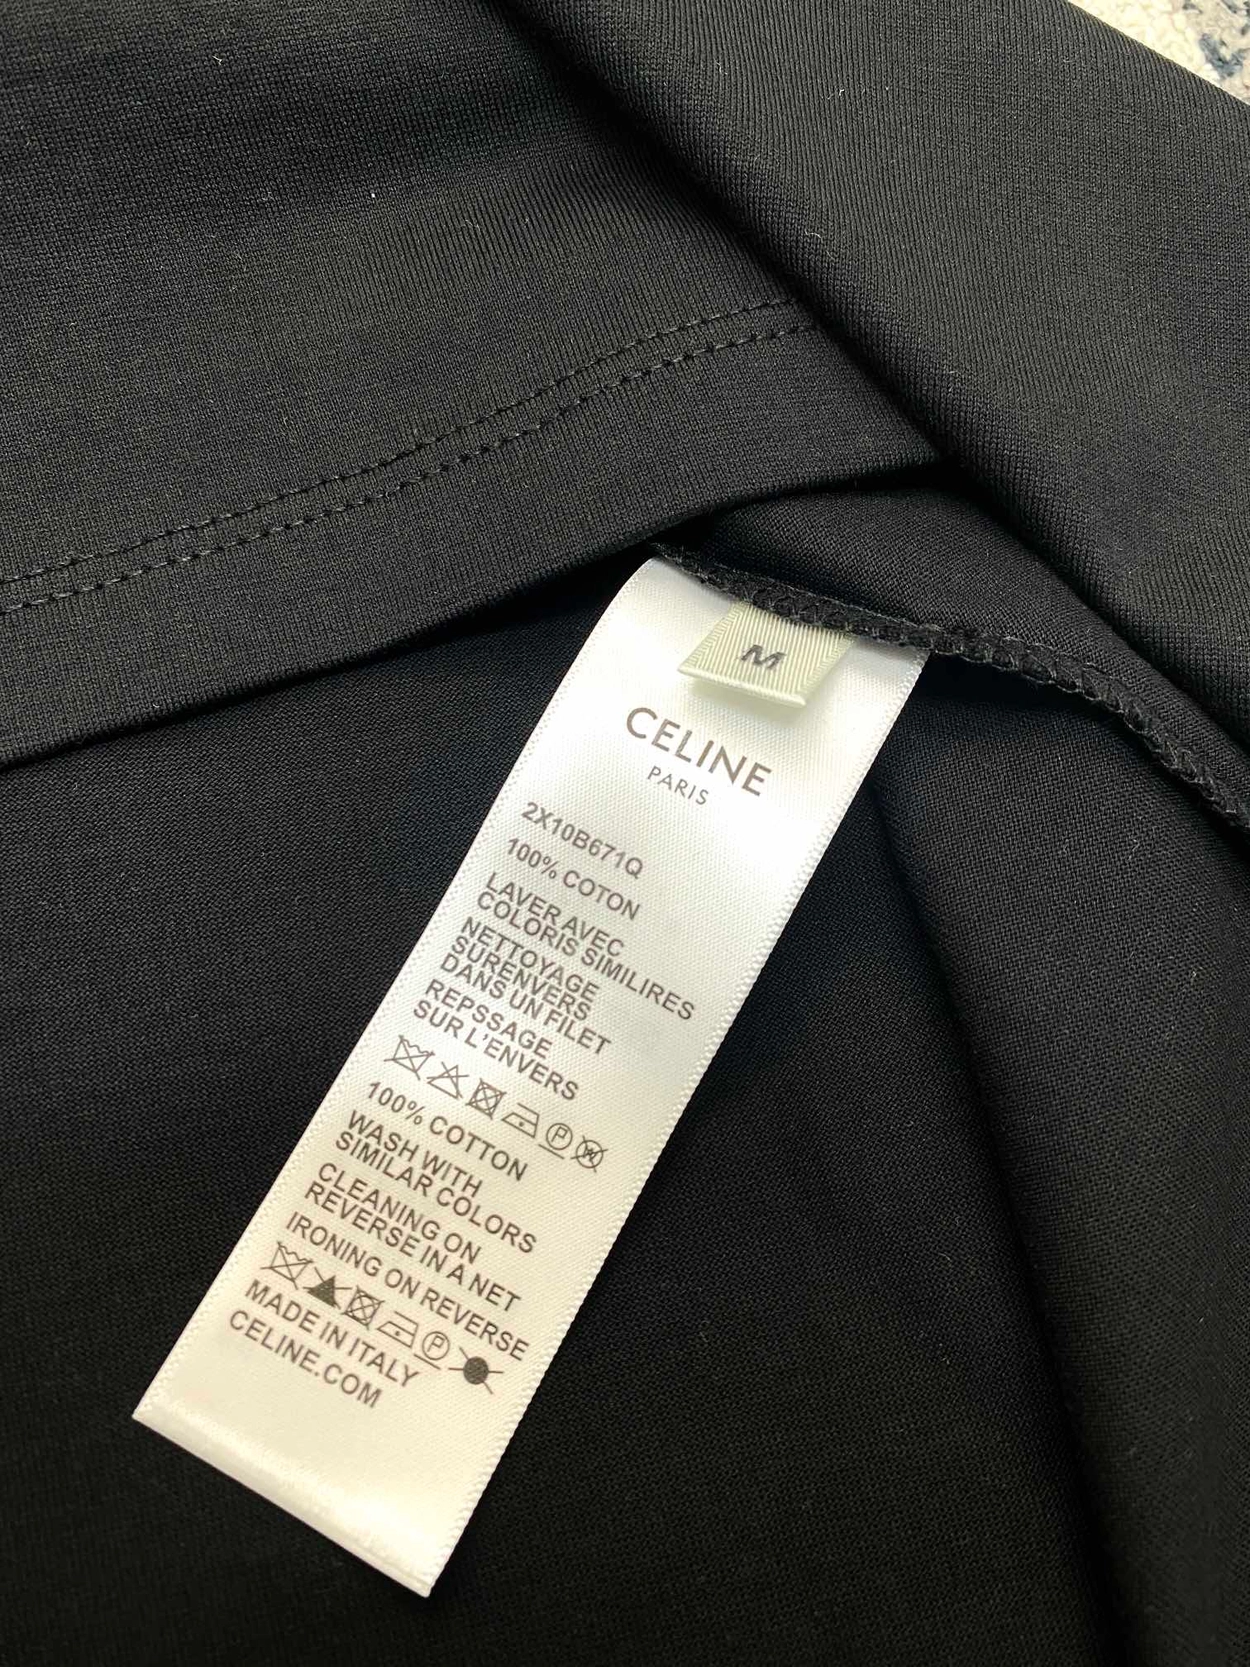 M
CELINE
PARIS
2X10B671Q
100% COTON
LAVER AVEC
COLORIS SIMILIRES
NETTOYAGE
SURENVERS
DANS UN FILET
REPSSAGE
SUR L'ENVERS
P W
100% COTTON
WASH WITH
SIMILAR COLORS
CLEANING ON
REVERSE IN A NET
IRONING ON REVERSE
P
MADE IN ITALY
CELINE.COM